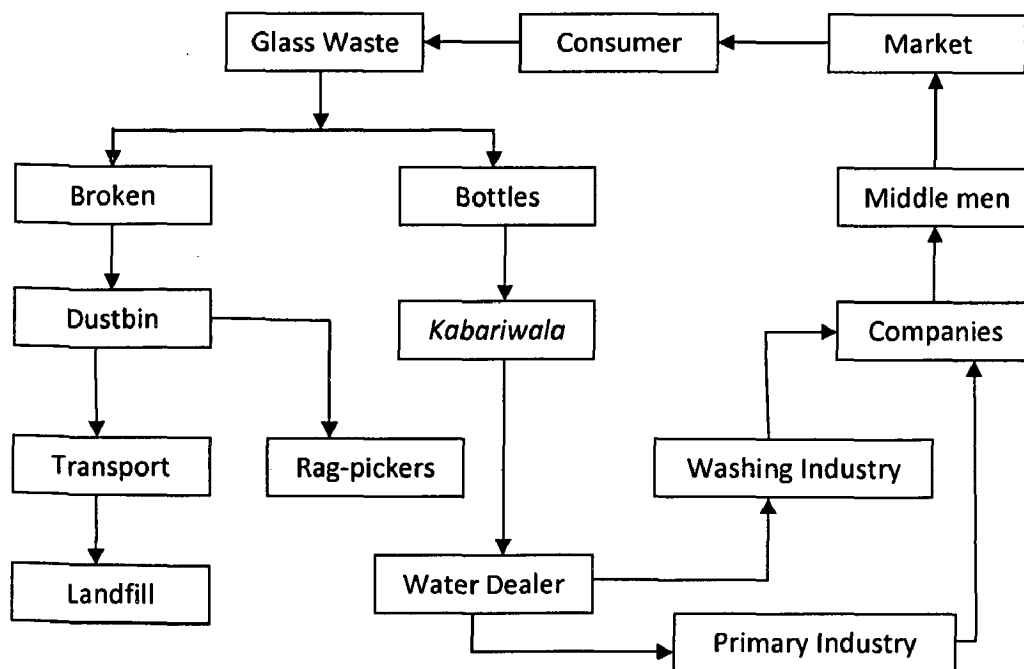 Glass Waste
Consumer
Market
Broken
Bottles
Middle men
Dustbin
Kabariwala
Companies
Transport
Rag-pickers
Washing Industry
Landfill
Water Dealer
Primary Industry